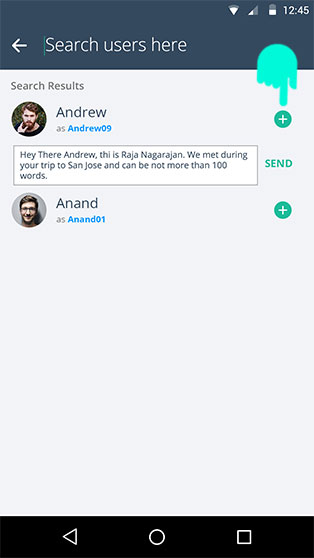 12:45
Search users here
Search Results
Andrew
as Andrew09
Hey There Andrew, thi is Raja Nagarajan. We met during
your trip to San Jose and can be not more than 100
words.
SEND
Anand
as Anand01